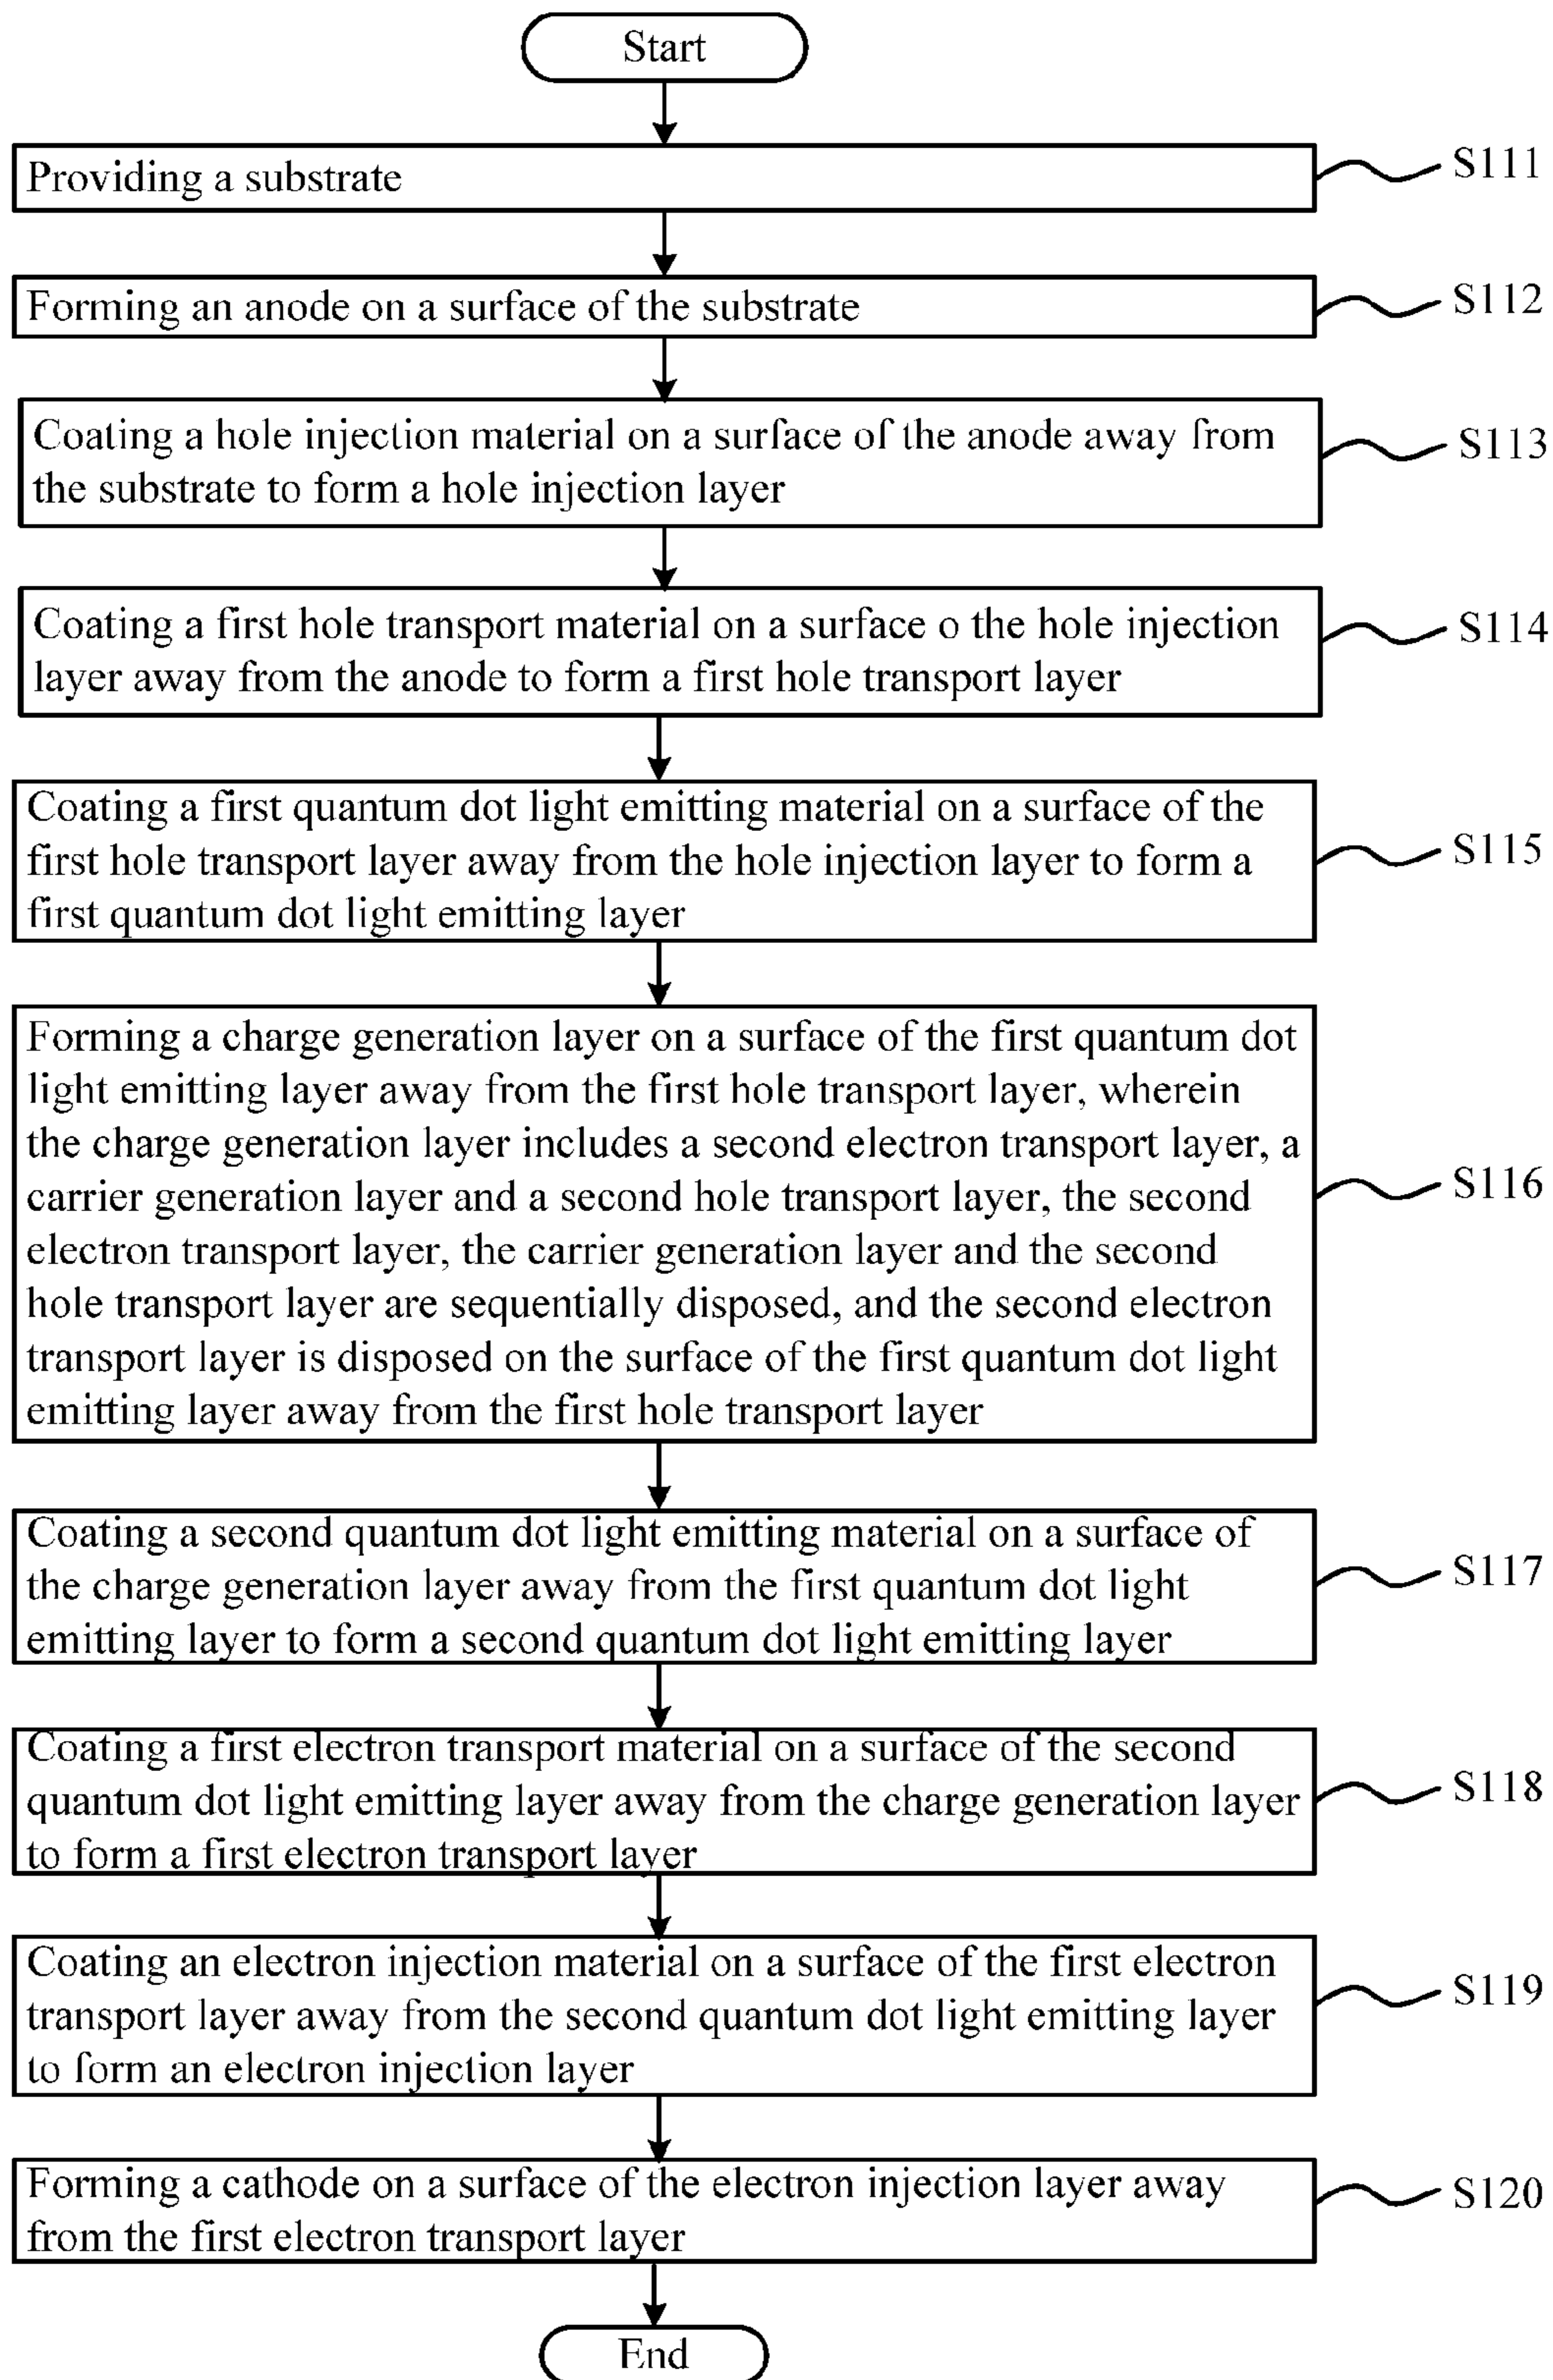 Start
Providing a substrate
S111
Forming an anode on a surface of the substrate
S112
Coating a hole injection material on a surface of the anode away from
the substrate to form a hole injection layer
S113
Coating a first hole transport material on a surface o the hole injection
layer away from the anode to form a first hole transport layer
S114
Coating a first quantum dot light emitting material on a surface of the
first hole transport layer away from the hole injection layer to form a
first quantum dot light emitting layer
S115
Forming a charge generation layer on a surface of the first quantum dot
light emitting layer away from the first hole transport layer, wherein
the charge generation layer includes a second electron transport layer, a
carrier generation layer and a second hole transport layer, the second
electron transport layer, the carrier generation layer and the second
hole transport layer are sequentially disposed, and the second electron
transport layer is disposed on the surface of the first quantum dot light
emitting layer away from the first hole transport layer
S116
Coating a second quantum dot light emitting material on a surface of
the charge generation layer away from the first quantum dot light
emitting layer to form a second quantum dot light emitting layer
S117
Coating a first electron transport material on a surface of the second
quantum dot light emitting layer away from the charge generation layer
to form a first electron transport layer
S118
Coating an electron injection material on a surface of the first electron
transport layer away from the second quantum dot light emitting layer
to form an electron injection layer
S119
Forming a cathode on a surface of the electron injection layer away
from the first electron transport layer
S120
End